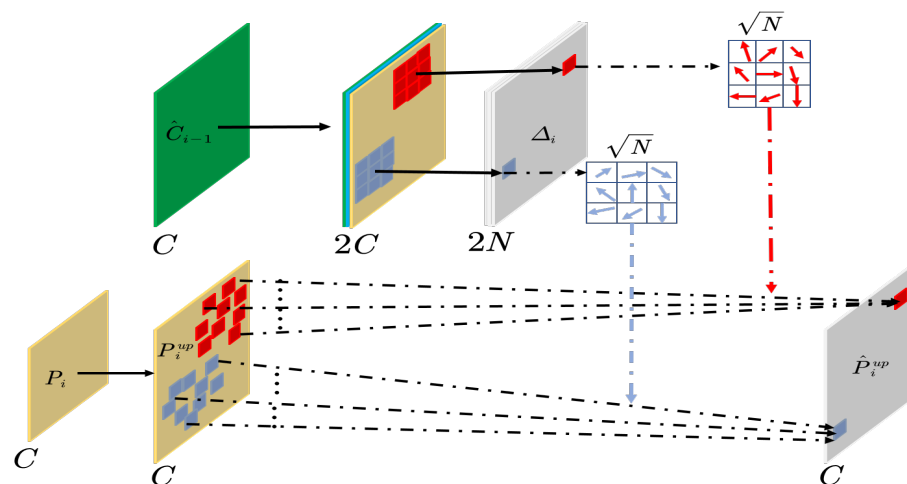 √N
Ĉ_{i−1}
Δ_i
√N
C
2C
2N
P_i
P_i^{up}
P̂_i^{up}
C
C
C